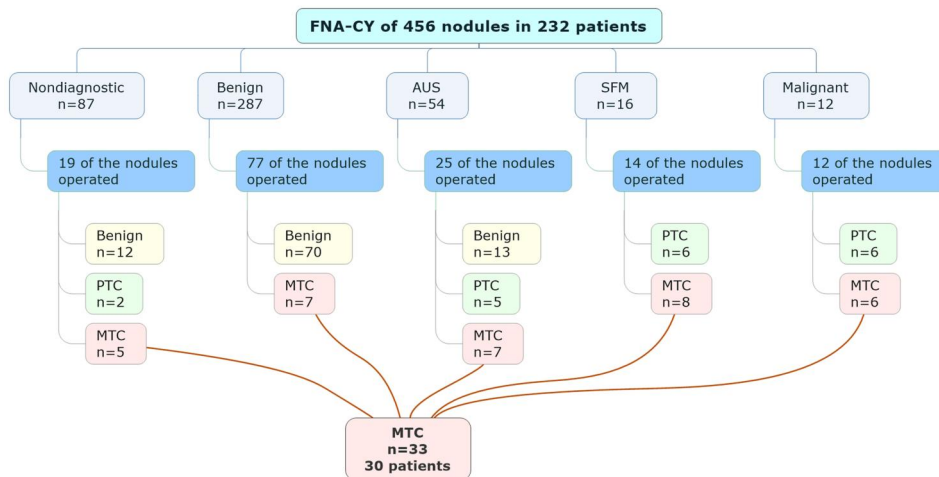 FNA-CY of 456 nodules in 232 patients
Nondiagnostic
n=87
Benign
n=287
AUS
n=54
SFM
n=16
Malignant
n=12
19 of the nodules
operated
77 of the nodules
operated
25 of the nodules
operated
14 of the nodules
operated
12 of the nodules
operated
Benign
n=12
PTC
n=2
MTC
n=5
Benign
n=70
MTC
n=7
Benign
n=13
PTC
n=5
MTC
n=7
PTC
n=6
MTC
n=8
PTC
n=6
MTC
n=6
MTC
n=33
30 patients